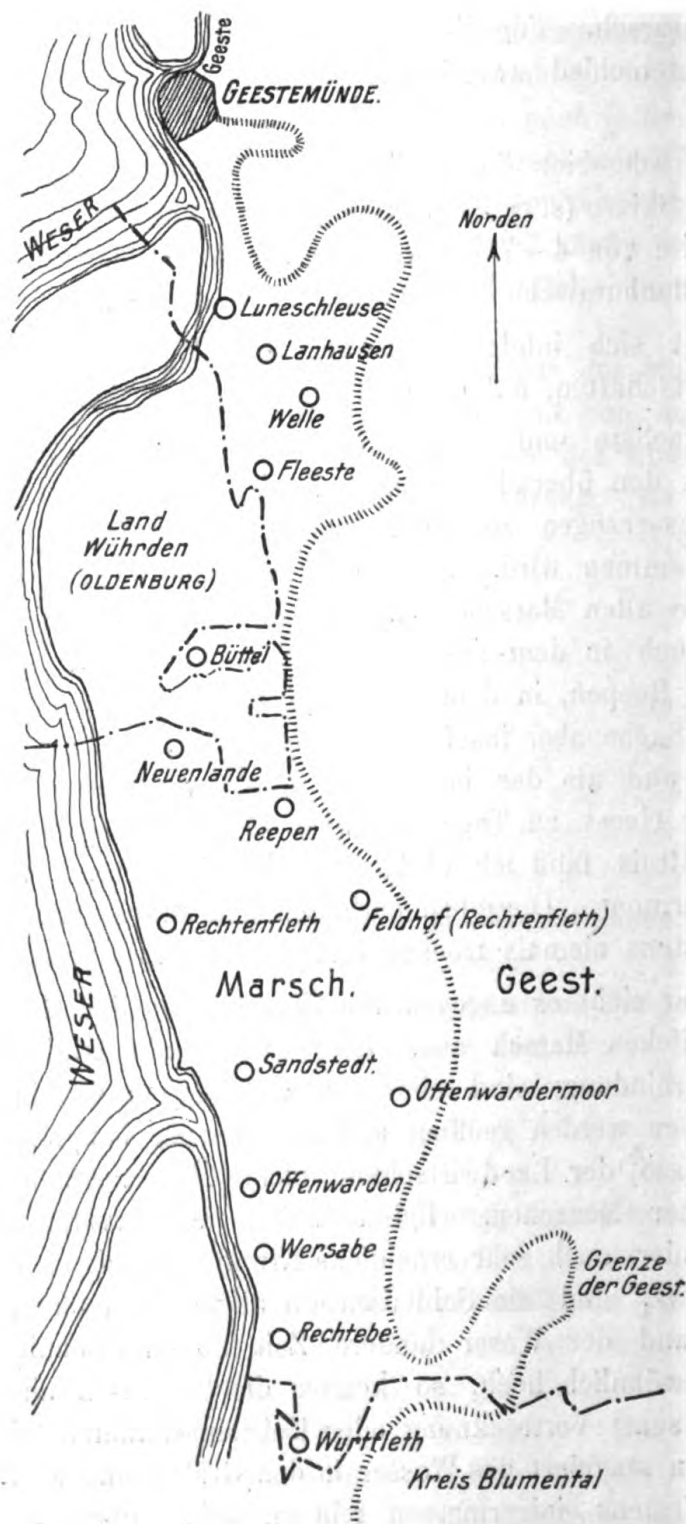 Geeste
GEESTEMÜNDE.
WESER
Norden
Luneschleuse
Lanhausen
Welle
Fleeste
Land
Wührden
(OLDENBURG)
Büttel
Neuenlande
Reepen
Rechtenfleth
Feldhof (Rechtenfleth)
Marsch.
Geest.
WESER
Sandstedt.
Offenwardermoor
Offenwarden
Wersabe
Grenze
der Geest.
Rechtebe
Wurtfleth
Kreis Blumental